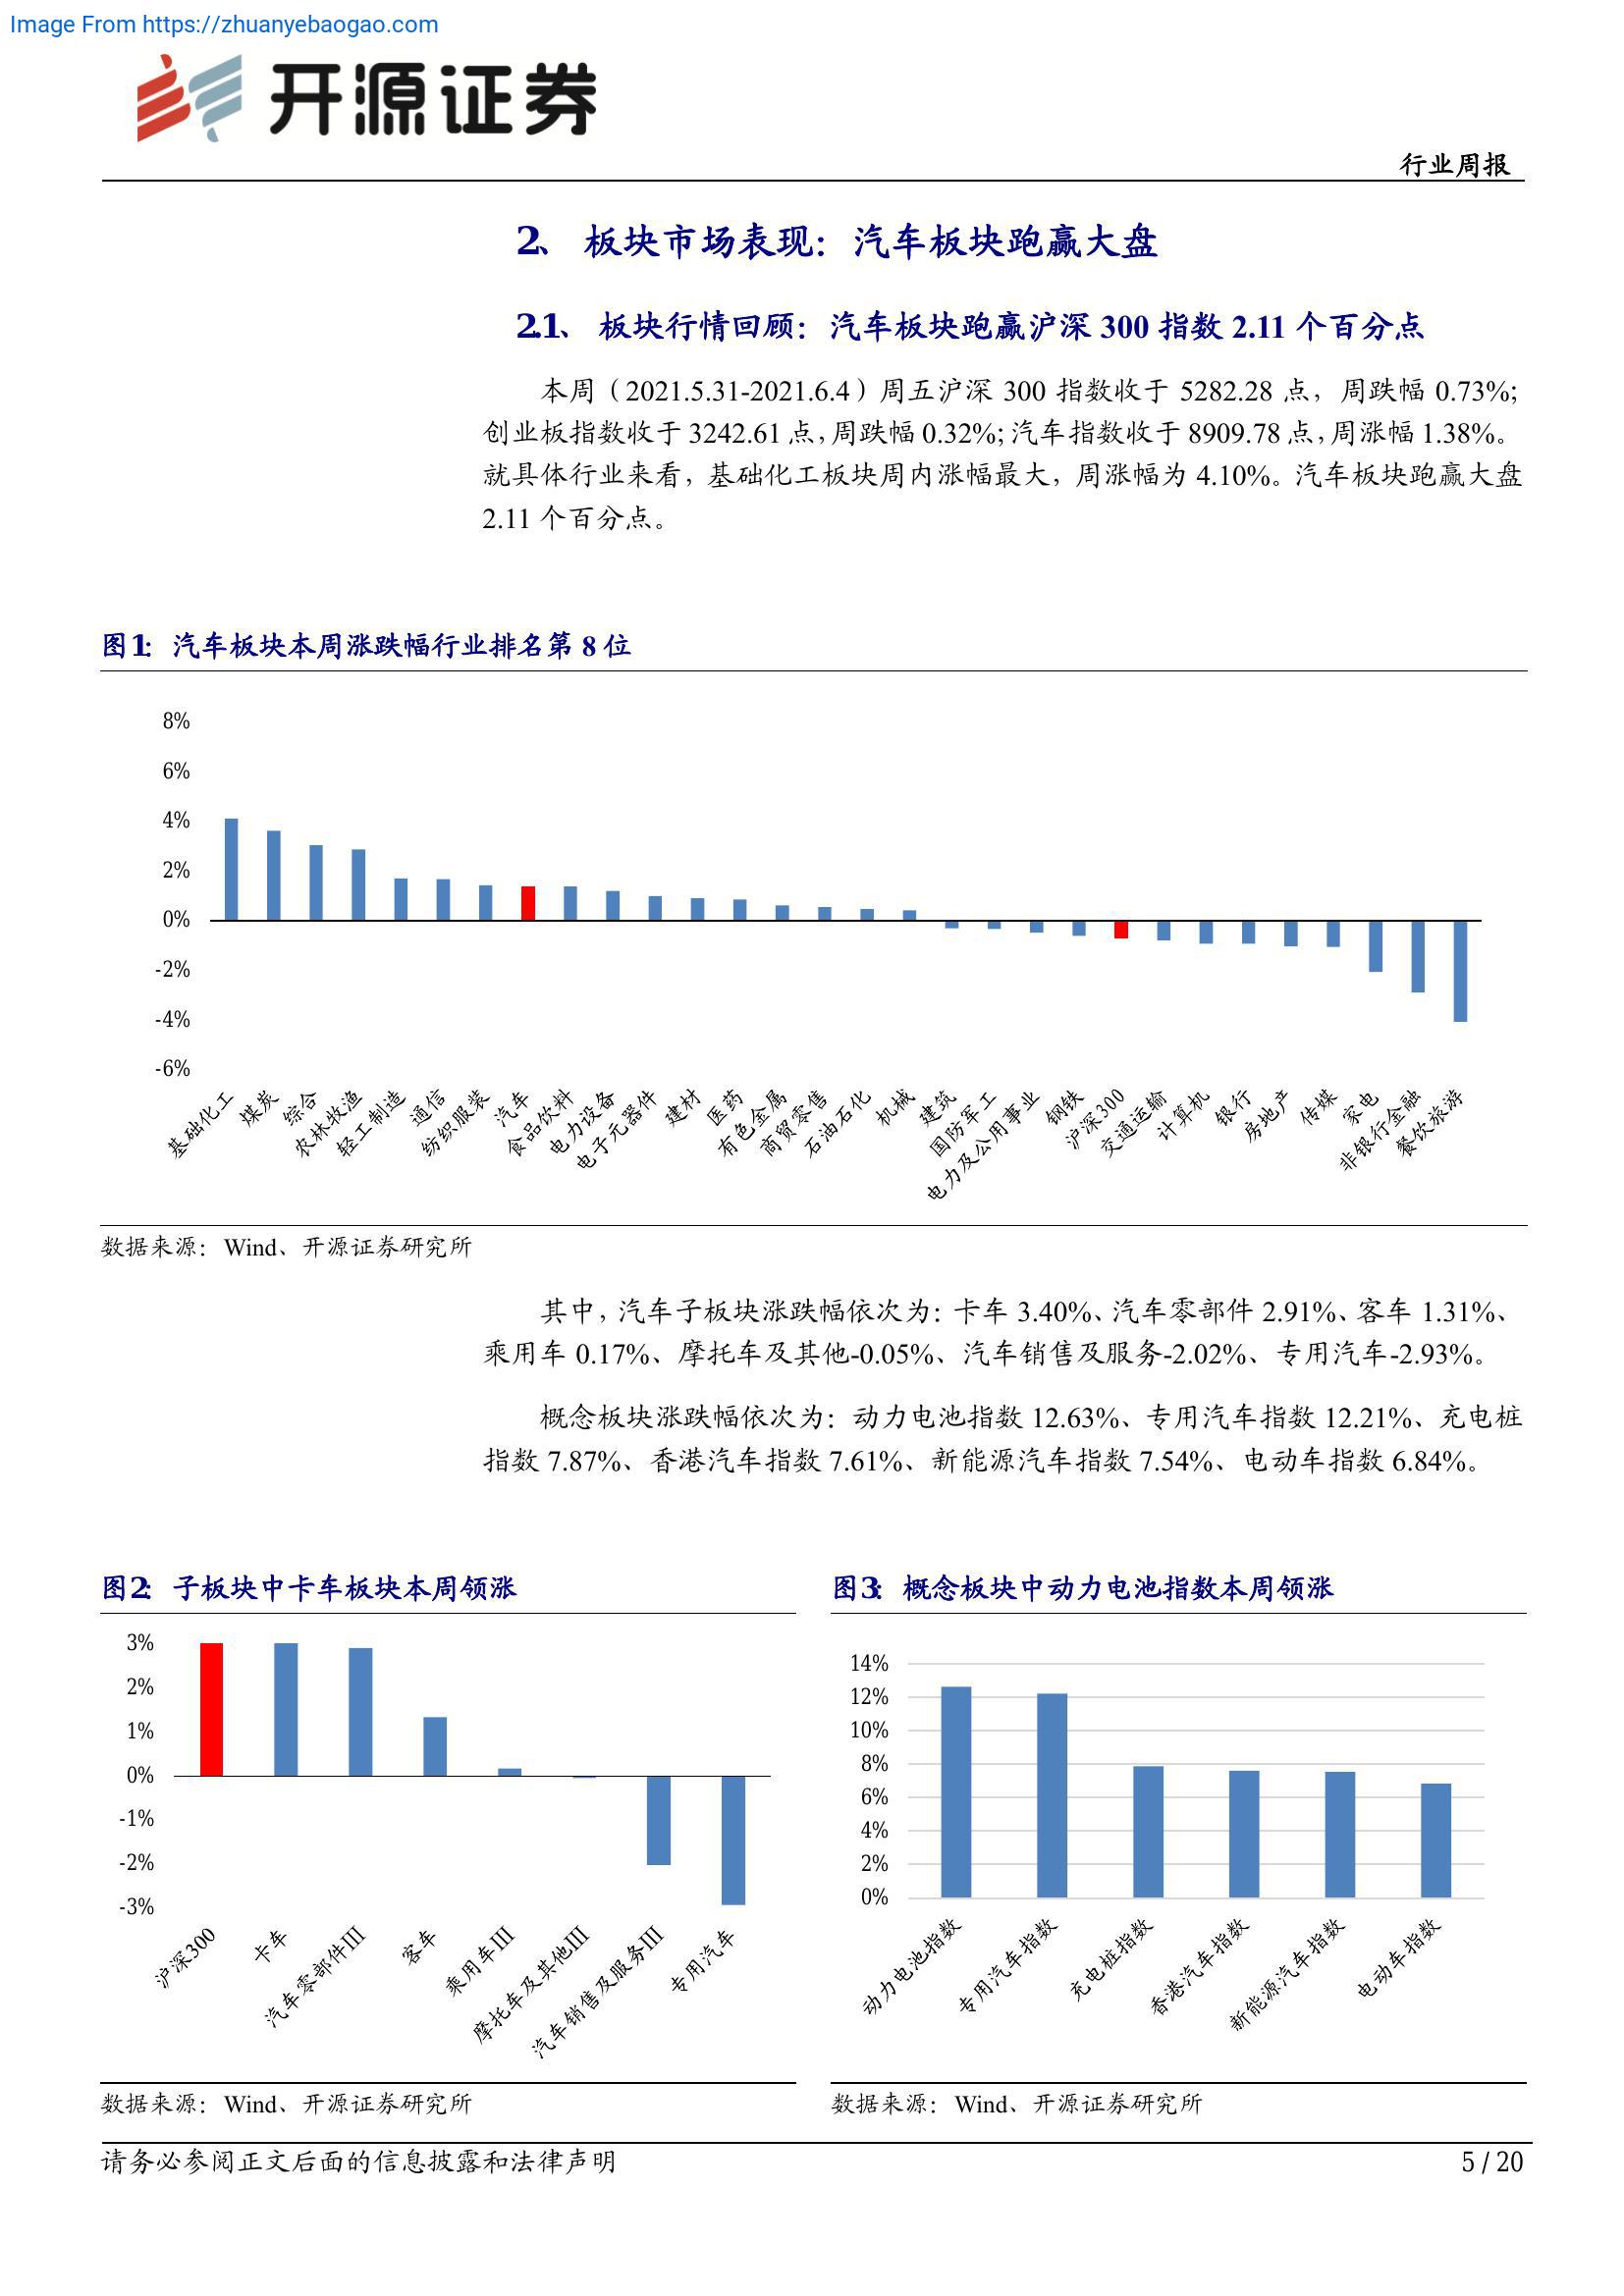 Image From https://zhuanyebaogao.com
开源证券
行业周报
2、 板块市场表现：汽车板块跑赢大盘
2.1、 板块行情回顾：汽车板块跑赢沪深 300 指数 2.11 个百分点
本周（2021.5.31-2021.6.4）周五沪深 300 指数收于 5282.28 点，周跌幅 0.73%;
创业板指数收于 3242.61 点，周跌幅 0.32%; 汽车指数收于 8909.78 点，周涨幅 1.38%。
就具体行业来看，基础化工板块周内涨幅最大，周涨幅为 4.10%。汽车板块跑赢大盘
2.11 个百分点。
图1： 汽车板块本周涨跌幅行业排名第 8 位
8%
6%
4%
2%
0%
-2%
-4%
-6%
基础化工
煤炭
综合
农林牧渔
轻工制造
通信
纺织服装
汽车
食品饮料
电力设备
电子元器件
建材
医药
有色金属
商贸零售
石油石化
机械
建筑
国防军工
电力及公用事业
钢铁
沪深300
交通运输
计算机
银行
房地产
传媒
家电
非银行金融
餐饮旅游
数据来源：Wind、开源证券研究所
其中，汽车子板块涨跌幅依次为：卡车 3.40%、汽车零部件 2.91%、客车 1.31%、
乘用车 0.17%、摩托车及其他-0.05%、汽车销售及服务-2.02%、专用汽车-2.93%。
概念板块涨跌幅依次为：动力电池指数 12.63%、专用汽车指数 12.21%、充电桩
指数 7.87%、香港汽车指数 7.61%、新能源汽车指数 7.54%、电动车指数 6.84%。
图2： 子板块中卡车板块本周领涨
3%
2%
1%
0%
-1%
-2%
-3%
沪深300
卡车
汽车零部件III
客车
乘用车III
摩托车及其他III
汽车销售及服务III
专用汽车
数据来源：Wind、开源证券研究所
图3： 概念板块中动力电池指数本周领涨
14%
12%
10%
8%
6%
4%
2%
0%
动力电池指数
专用汽车指数
充电桩指数
香港汽车指数
新能源汽车指数
电动车指数
数据来源：Wind、开源证券研究所
请务必参阅正文后面的信息披露和法律声明
5 / 20